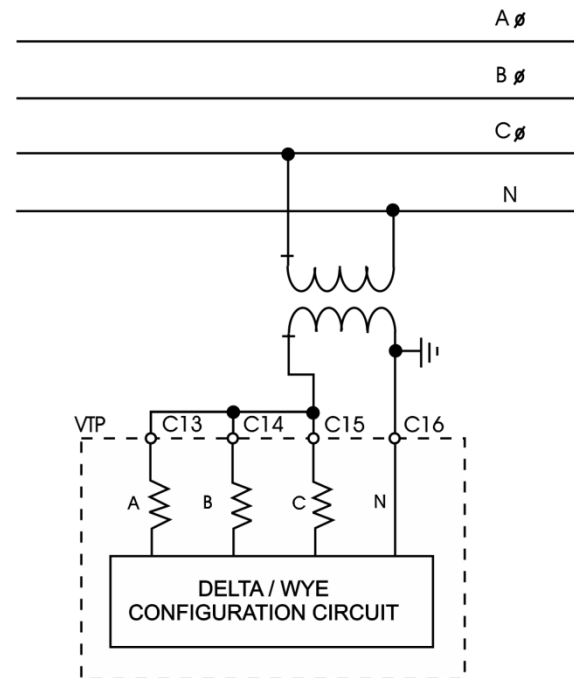 A ø
B ø
C ø
N
VTP C13 C14 C15 C16
A B C N
DELTA / WYE
CONFIGURATION CIRCUIT